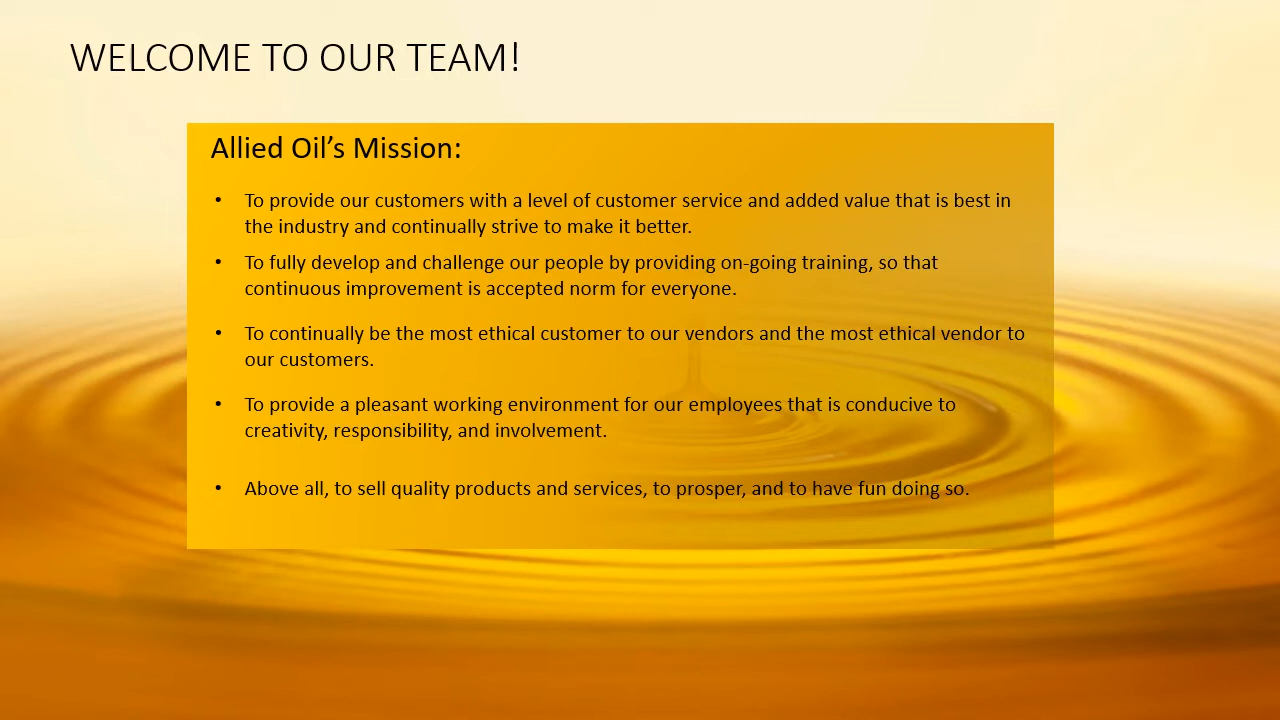 WELCOME TO OUR TEAM!
Allied Oil’s Mission:
• To provide our customers with a level of customer service and added value that is best in
the industry and continually strive to make it better.
• To fully develop and challenge our people by providing on-going training, so that
continuous improvement is accepted norm for everyone.
• To continually be the most ethical customer to our vendors and the most ethical vendor to
our customers.
• To provide a pleasant working environment for our employees that is conducive to
creativity, responsibility, and involvement.
• Above all, to sell quality products and services, to prosper, and to have fun doing so.